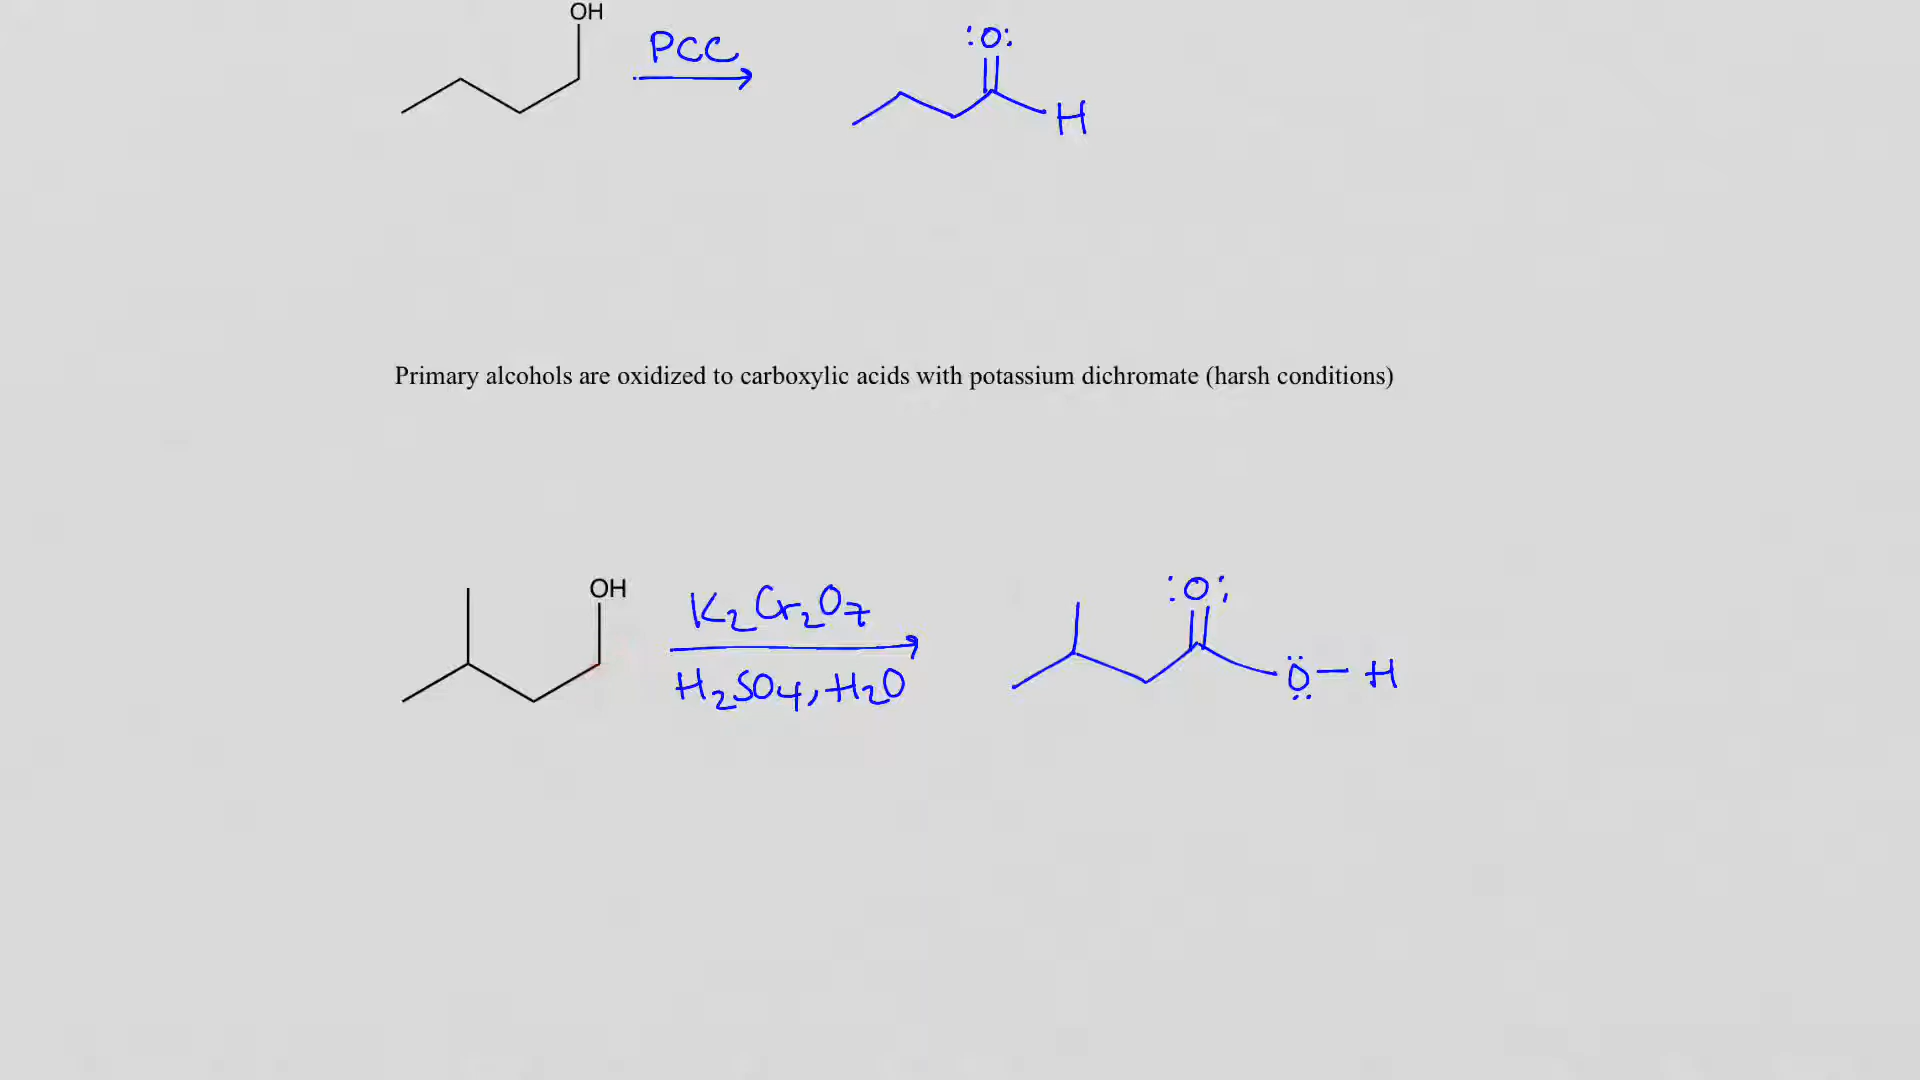 OH
PCC
:O:
H
Primary alcohols are oxidized to carboxylic acids with potassium dichromate (harsh conditions)
OH
K₂Cr₂O₇
H₂SO₄, H₂O
:O:
O — H